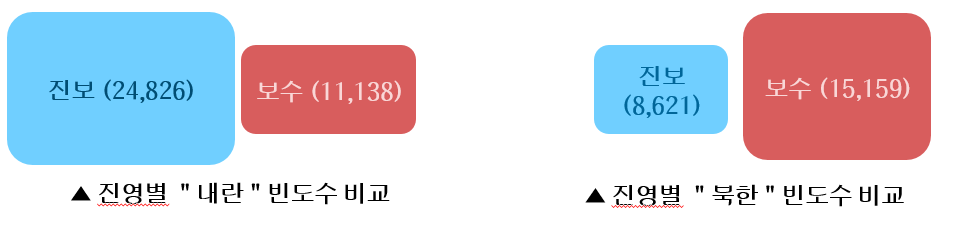 진보 (24,826)
보수 (11,138)
▲ 진영별 " 내란 " 빈도수 비교
진보
(8,621)
보수 (15,159)
▲ 진영별 " 북한 " 빈도수 비교